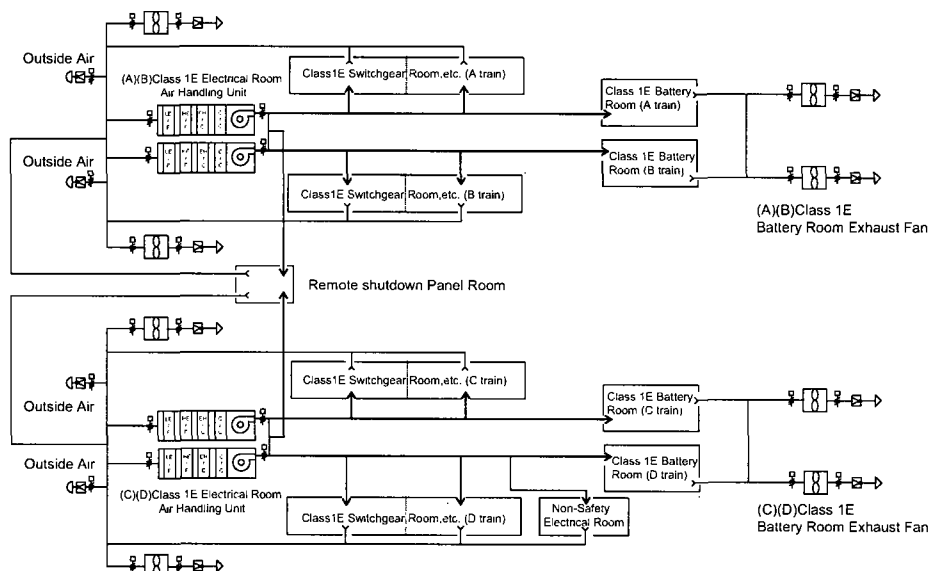 Outside Air
(A)(B)Class 1E Electrical Room
Air Handling Unit
Class1E Switchgear Room,etc. (A train)
Class 1E Battery
Room (A train)
Outside Air
Class 1E Battery
Room (B train)
Class1E Switchgear Room,etc. (B train)
(A)(B)Class 1E
Battery Room Exhaust Fan
Remote shutdown Panel Room
Class1E Switchgear Room,etc. (C train)
Outside Air
Class 1E Battery
Room (C train)
Outside Air
Class 1E Battery
Room (D train)
(C)(D)Class 1E Electrical Room
Air Handling Unit
Class1E Switchgear Room,etc. (D train)
Non-Safety
Electrical Room
(C)(D)Class 1E
Battery Room Exhaust Fan